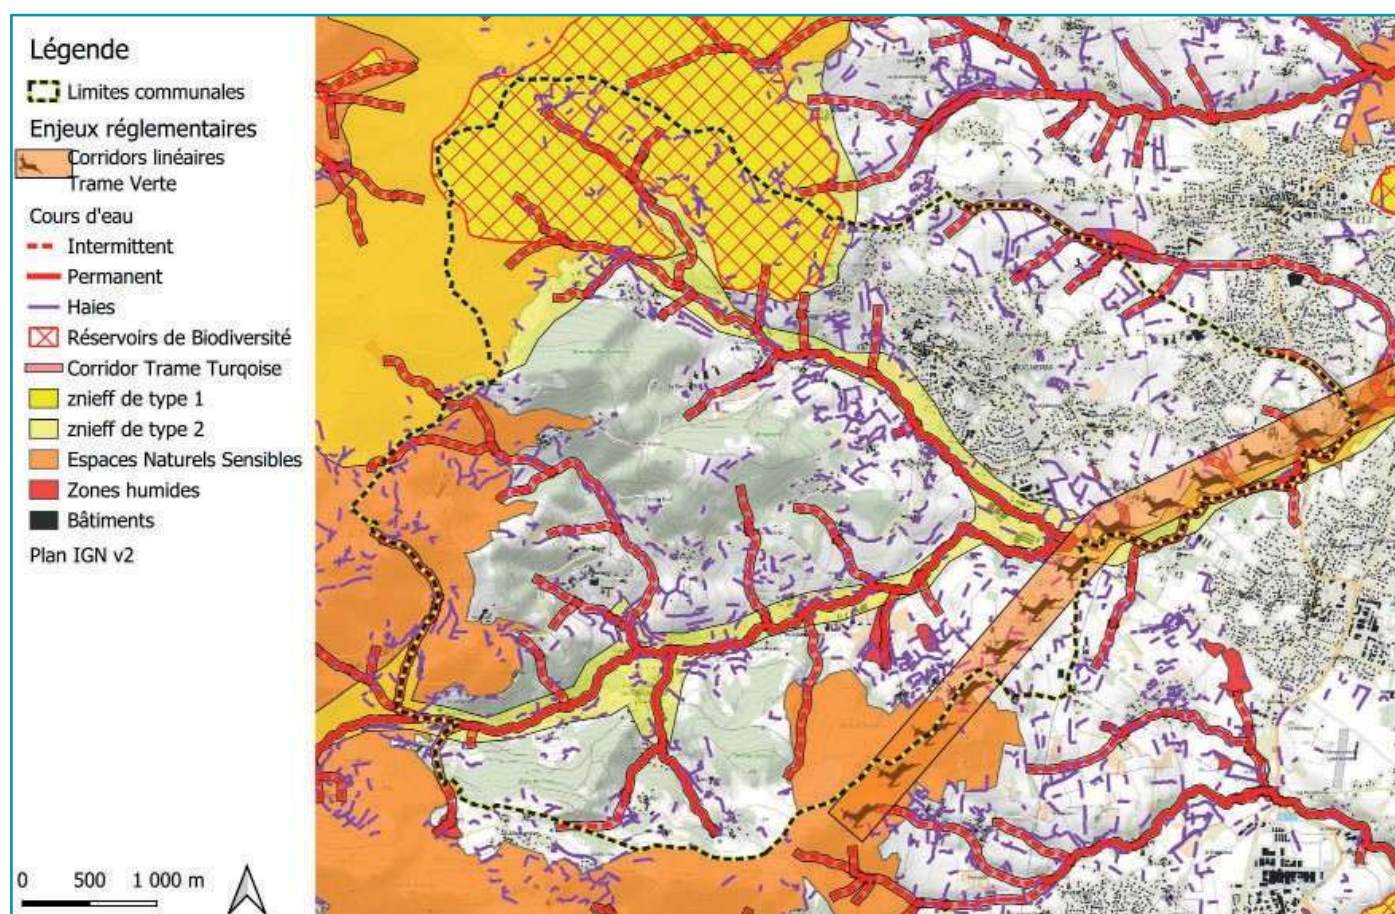 Légende
Limites communales
Enjeux réglementaires
Corridors linéaires
Trame Verte
Cours d'eau
Intermittent
Permanent
Haies
Réservoirs de Biodiversité
Corridor Trame Turqoise
znieff de type 1
znieff de type 2
Espaces Naturels Sensibles
Zones humides
Bâtiments
Plan IGN v2
0 500 1 000 m